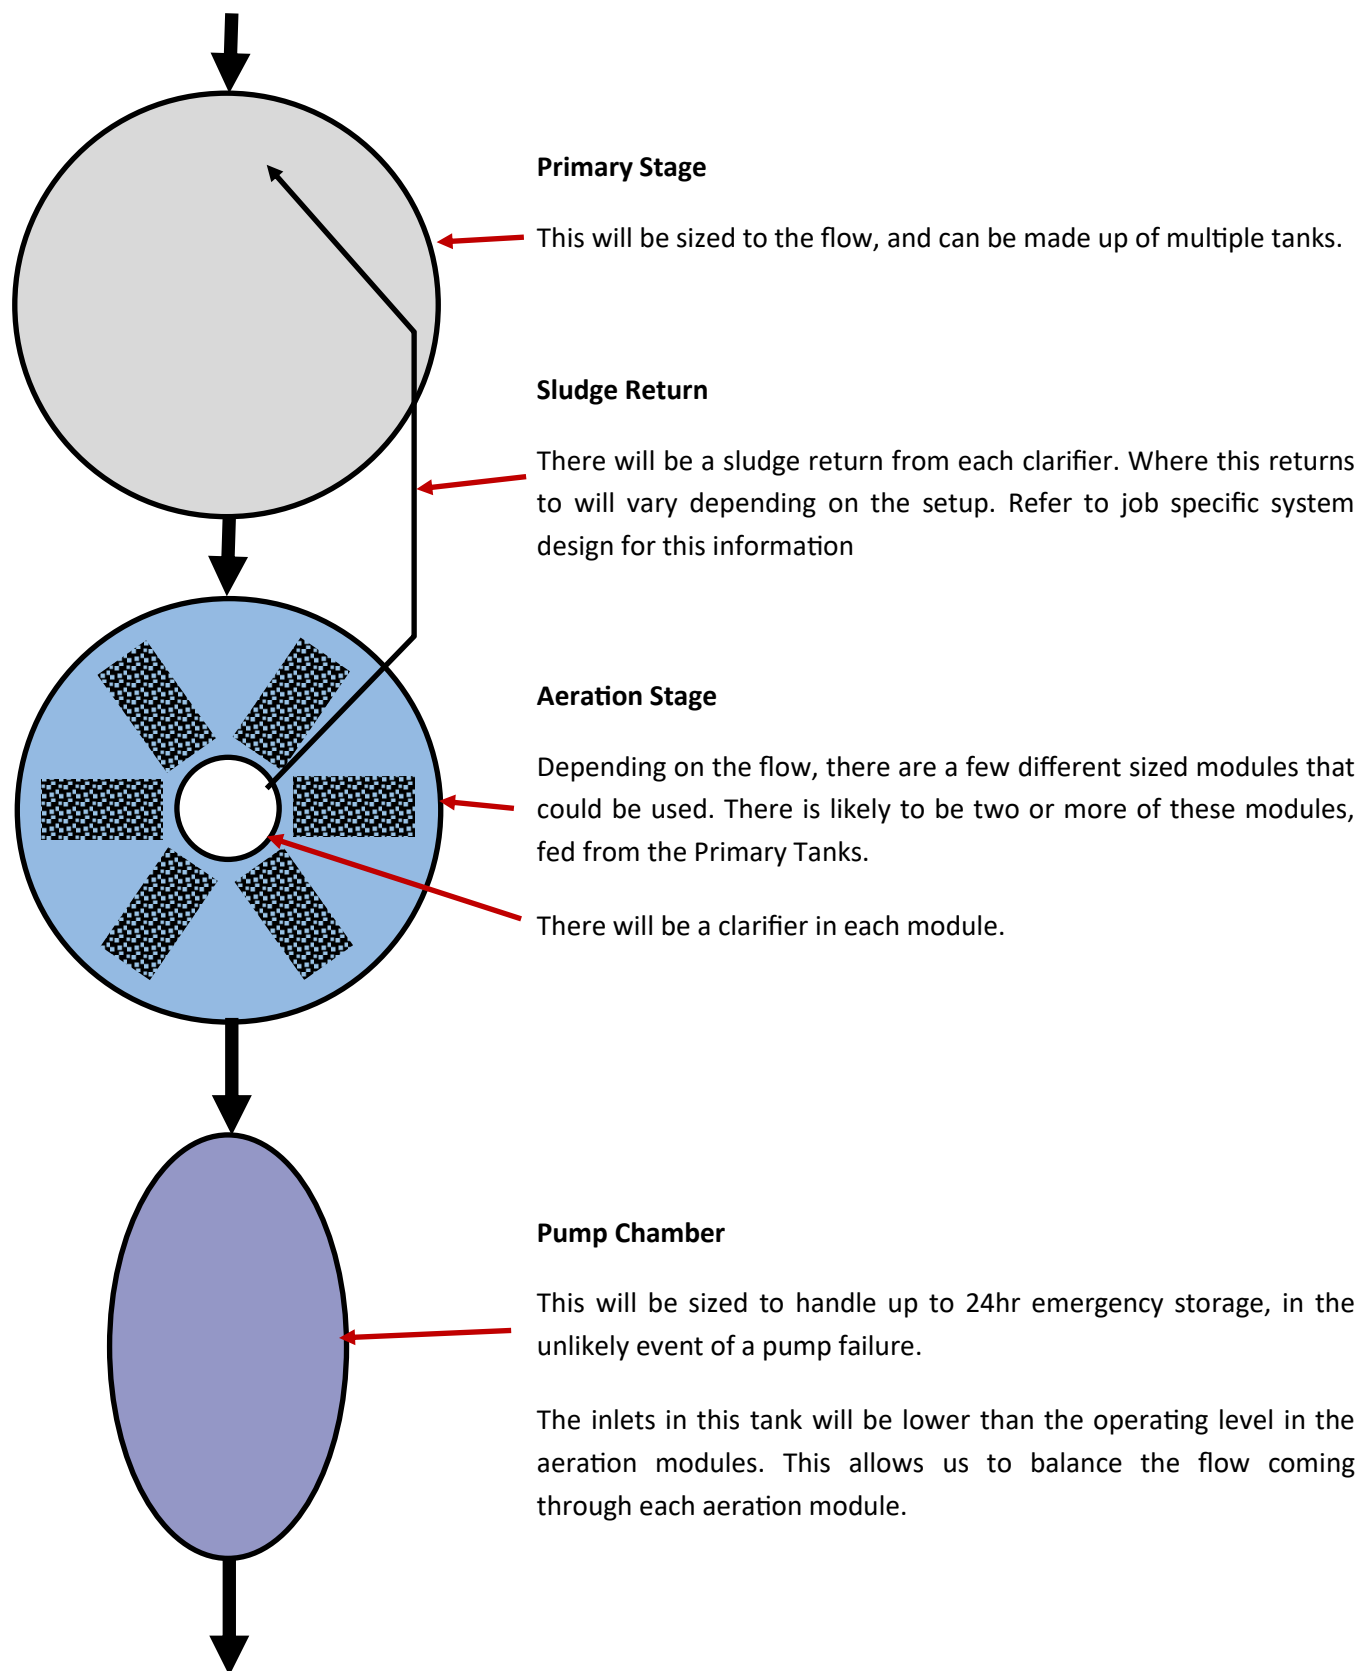 Primary Stage
This will be sized to the flow, and can be made up of multiple tanks.
Sludge Return
There will be a sludge return from each clarifier. Where this returns
to will vary depending on the setup. Refer to job specific system
design for this information
Aeration Stage
Depending on the flow, there are a few different sized modules that
could be used. There is likely to be two or more of these modules,
fed from the Primary Tanks.
There will be a clarifier in each module.
Pump Chamber
This will be sized to handle up to 24hr emergency storage, in the
unlikely event of a pump failure.
The inlets in this tank will be lower than the operating level in the
aeration modules. This allows us to balance the flow coming
through each aeration module.